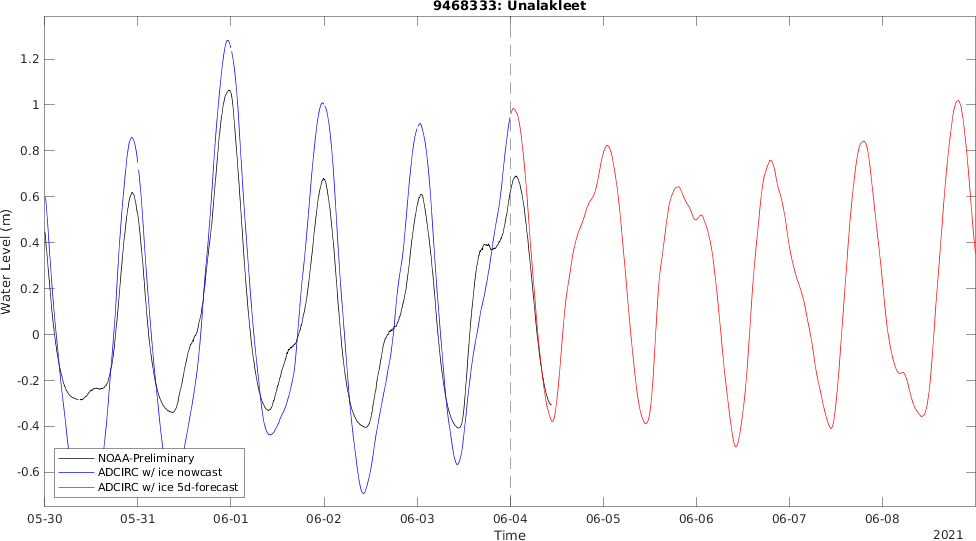 9468333: Unalakleet
1.2
1
0.8
0.6
0.4
0.2
0
-0.2
-0.4
-0.6
Water Level (m)
NOAA-Preliminary
ADCIRC w/ ice nowcast
ADCIRC w/ ice 5d-forecast
05-30 05-31 06-01 06-02 06-03 06-04 06-05 06-06 06-07 06-08
Time
2021